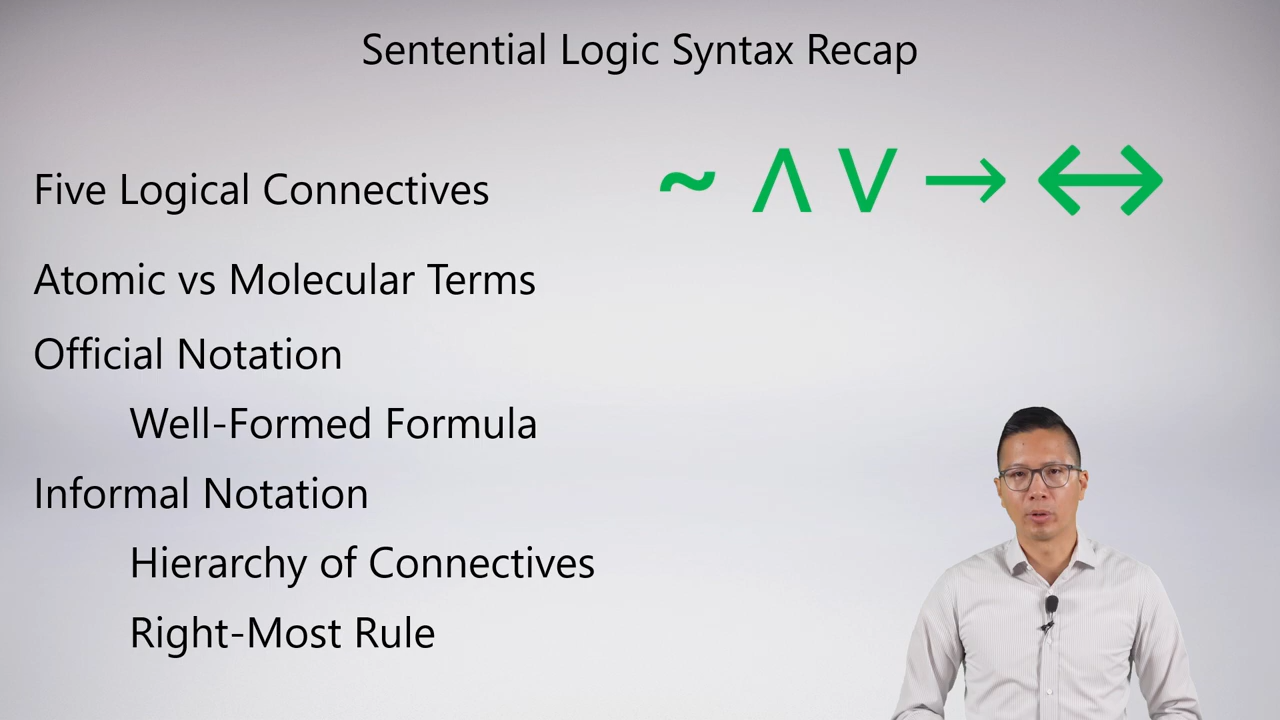 Sentential Logic Syntax Recap
Five Logical Connectives ~ ∧ ∨ → ↔
Atomic vs Molecular Terms
Official Notation
Well-Formed Formula
Informal Notation
Hierarchy of Connectives
Right-Most Rule